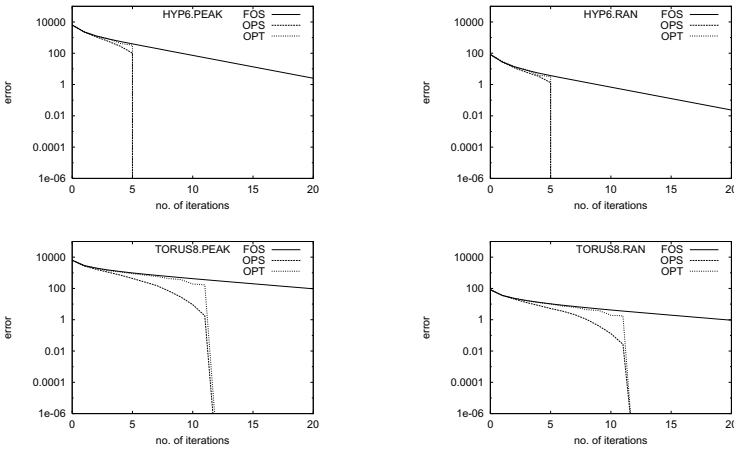 HYP6.PEAK FOS
OPS
OPT
10000
100
1
0.01
0.0001
1e-06
error
0 5 10 15 20
no. of iterations
HYP6.RAN FOS
OPS
OPT
10000
100
1
0.01
0.0001
1e-06
error
0 5 10 15 20
no. of iterations
TORUS8.PEAK FOS
OPS
OPT
10000
100
1
0.01
0.0001
1e-06
error
0 5 10 15 20
no. of iterations
TORUS8.RAN FOS
OPS
OPT
10000
100
1
0.01
0.0001
1e-06
error
0 5 10 15 20
no. of iterations